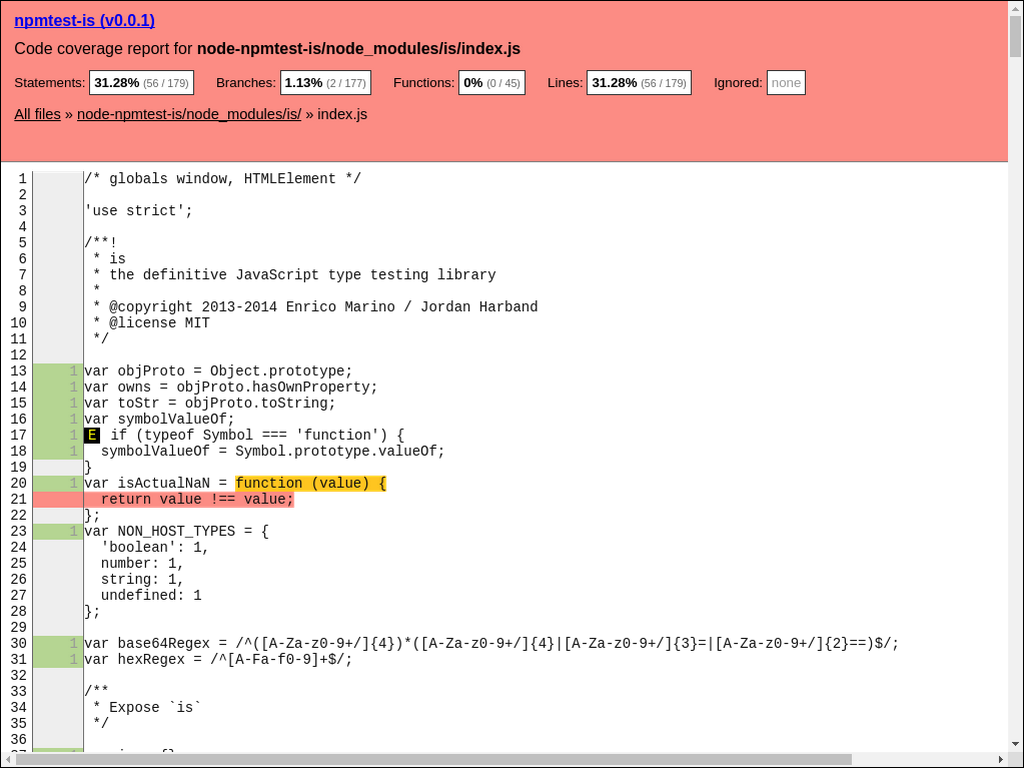 npmtest-is (v0.0.1)
Code coverage report for node-npmtest-is/node_modules/is/index.js
Statements: 31.28% (56 / 179) Branches: 1.13% (2 / 177) Functions: 0% (0 / 45) Lines: 31.28% (56 / 179) Ignored: none
All files » node-npmtest-is/node_modules/is/ » index.js
1 /* globals window, HTMLElement */
2
3 'use strict';
4
5 /**!
6  * is
7  * the definitive JavaScript type testing library
8  *
9  * @copyright 2013-2014 Enrico Marino / Jordan Harband
10  * @license MIT
11  */
12
13 1 var objProto = Object.prototype;
14 1 var owns = objProto.hasOwnProperty;
15 1 var toStr = objProto.toString;
16 1 var symbolValueOf;
17 1 E if (typeof Symbol === 'function') {
18 1   symbolValueOf = Symbol.prototype.valueOf;
19 }
20 1 var isActualNaN = function (value) {
21   return value !== value;
22 };
23 1 var NON_HOST_TYPES = {
24   'boolean': 1,
25   number: 1,
26   string: 1,
27   undefined: 1
28 };
29
30 1 var base64Regex = /^([A-Za-z0-9+/]{4})*([A-Za-z0-9+/]{4}|[A-Za-z0-9+/]{3}=|[A-Za-z0-9+/]{2}==)$/;
31 1 var hexRegex = /^[A-Fa-f0-9]+$/;
32
33 /**
34  * Expose `is`
35  */
36